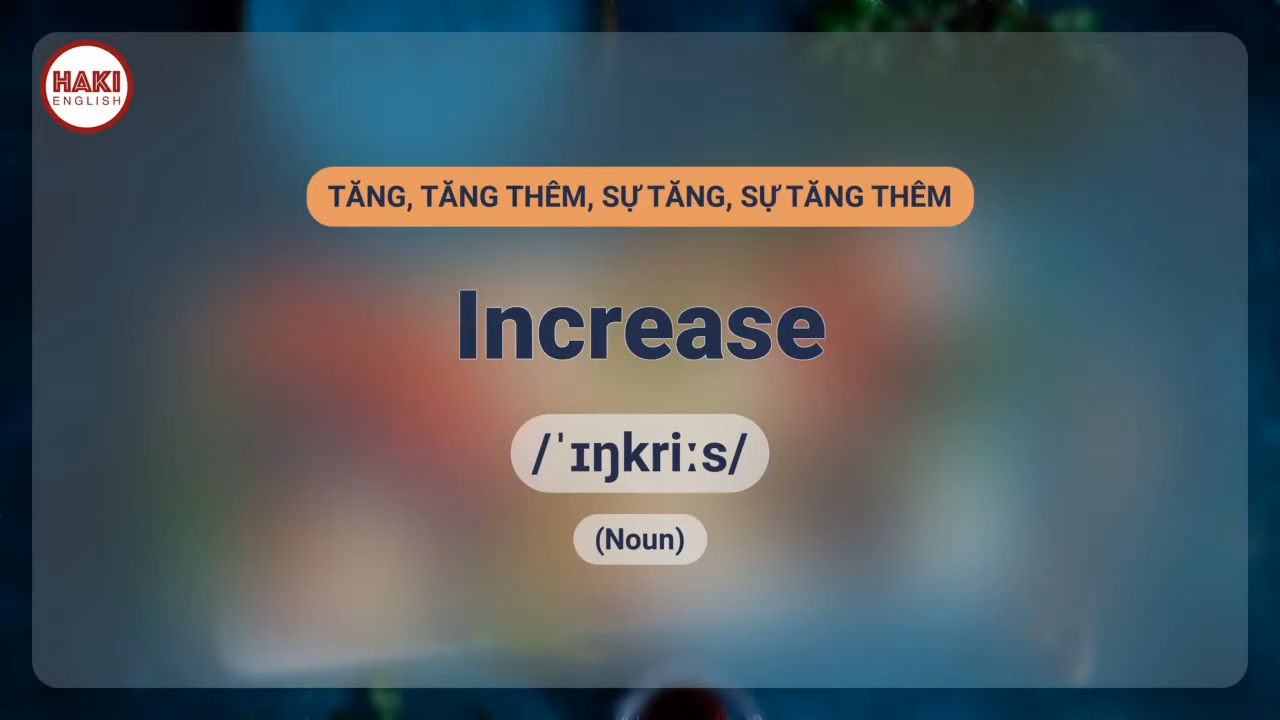 HAKI
ENGLISH
TĂNG, TĂNG THÊM, SỰ TĂNG, SỰ TĂNG THÊM
Increase
/ˈɪŋkriːs/
(Noun)